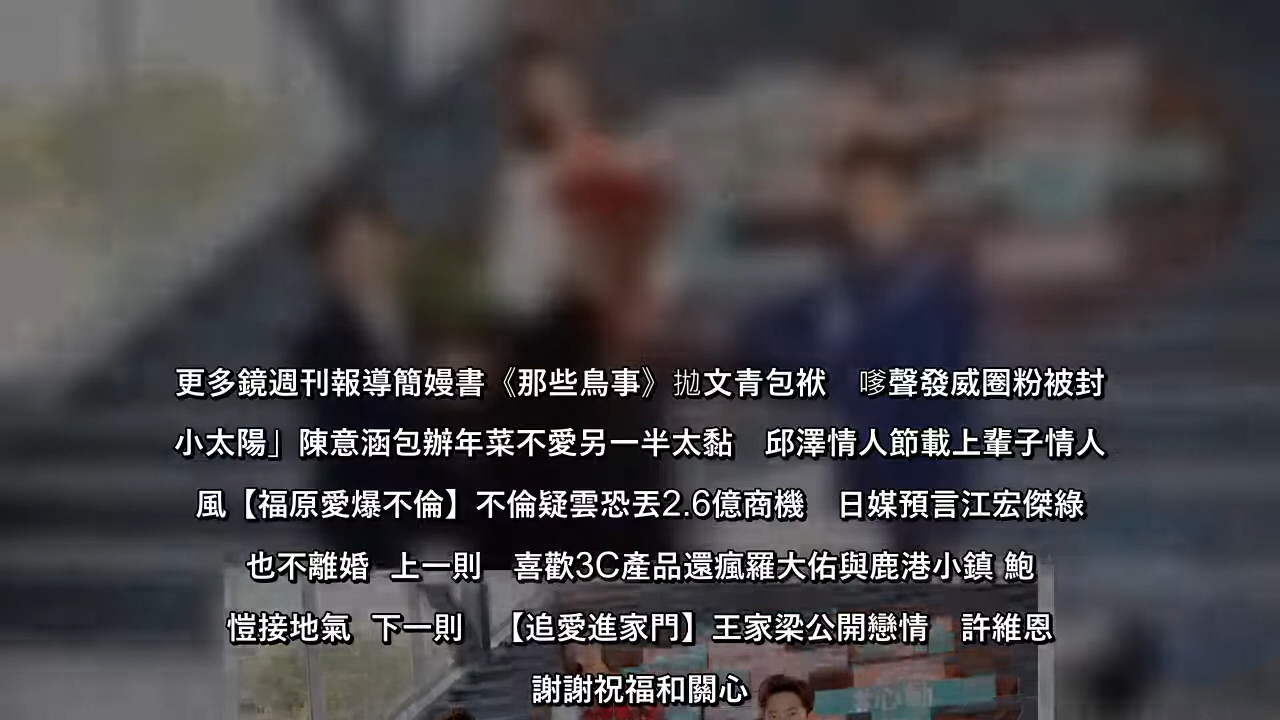 更多鏡週刊報導簡嫚書《那些鳥事》拋文青包袱　嗲聲發威圈粉被封
小太陽」陳意涵包辦年菜不愛另一半太黏　邱澤情人節載上輩子情人
風【福原愛爆不倫】不倫疑雲恐丟2.6億商機　日媒預言江宏傑綠
也不離婚 上一則　喜歡3C產品還瘋羅大佑與鹿港小鎮 鮑
愷接地氣 下一則　【追愛進家門】王家梁公開戀情　許維恩
謝謝祝福和關心